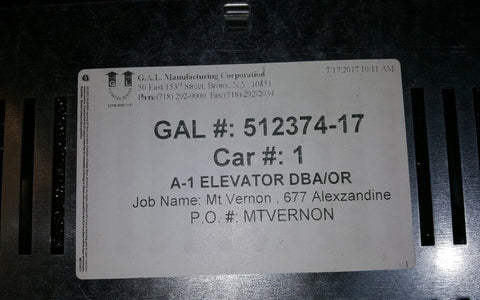 G.A.L. Manufacturing Corporation 7/17/2017 10:11 AM
50 East 153rd Street, Bronx, N.Y. 10451
Phone:(718) 292-9000 Fax:(718) 292-2034
GAL #: 512374-17
Car #: 1
A-1 ELEVATOR DBA/OR
Job Name: Mt Vernon , 677 Alexzandine
P.O. #: MTVERNON